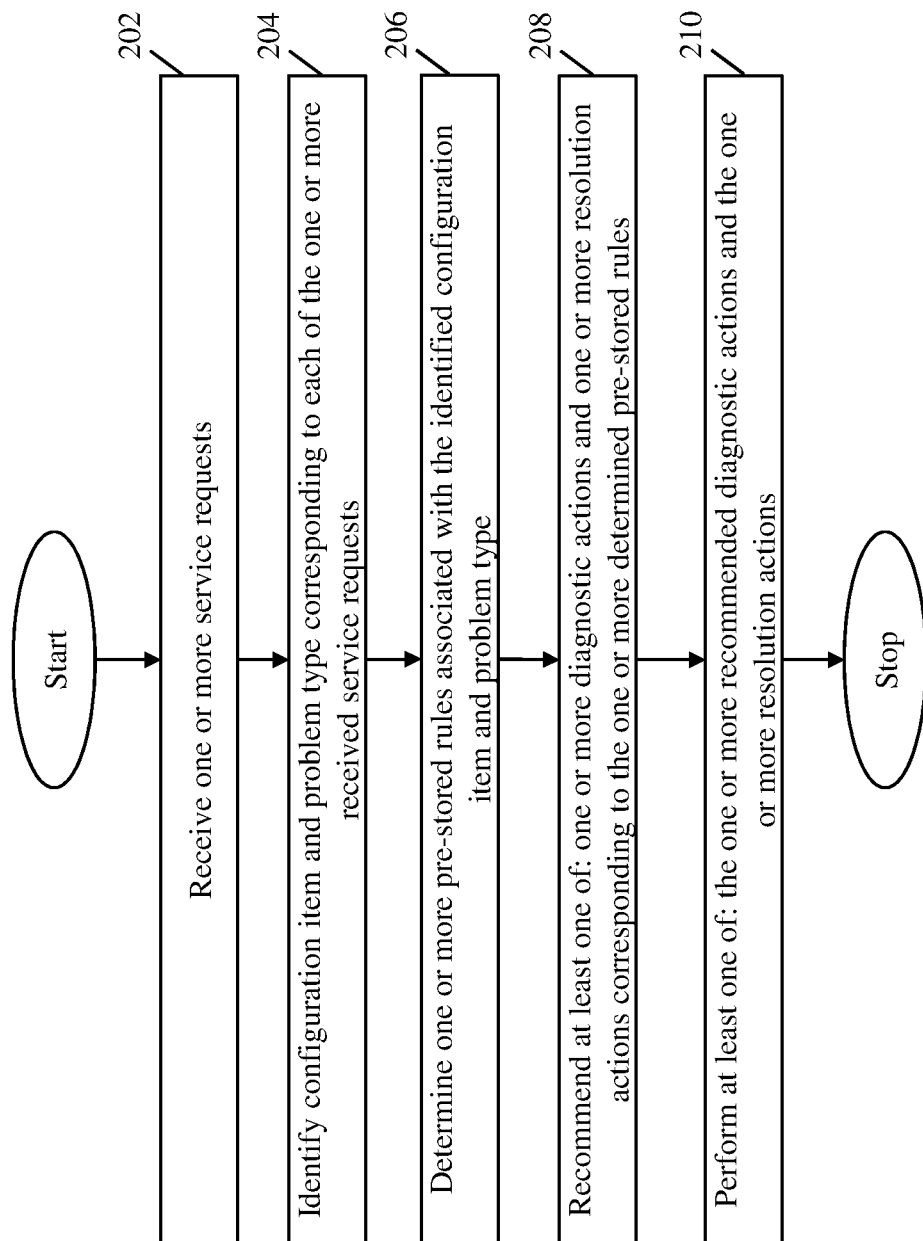 Start
202
Receive one or more service requests
204
Identify configuration item and problem type corresponding to each of the one or more
received service requests
206
Determine one or more pre-stored rules associated with the identified configuration
item and problem type
208
Recommend at least one of: one or more diagnostic actions and one or more resolution
actions corresponding to the one or more determined pre-stored rules
210
Perform at least one of: the one or more recommended diagnostic actions and the one
or more resolution actions
Stop